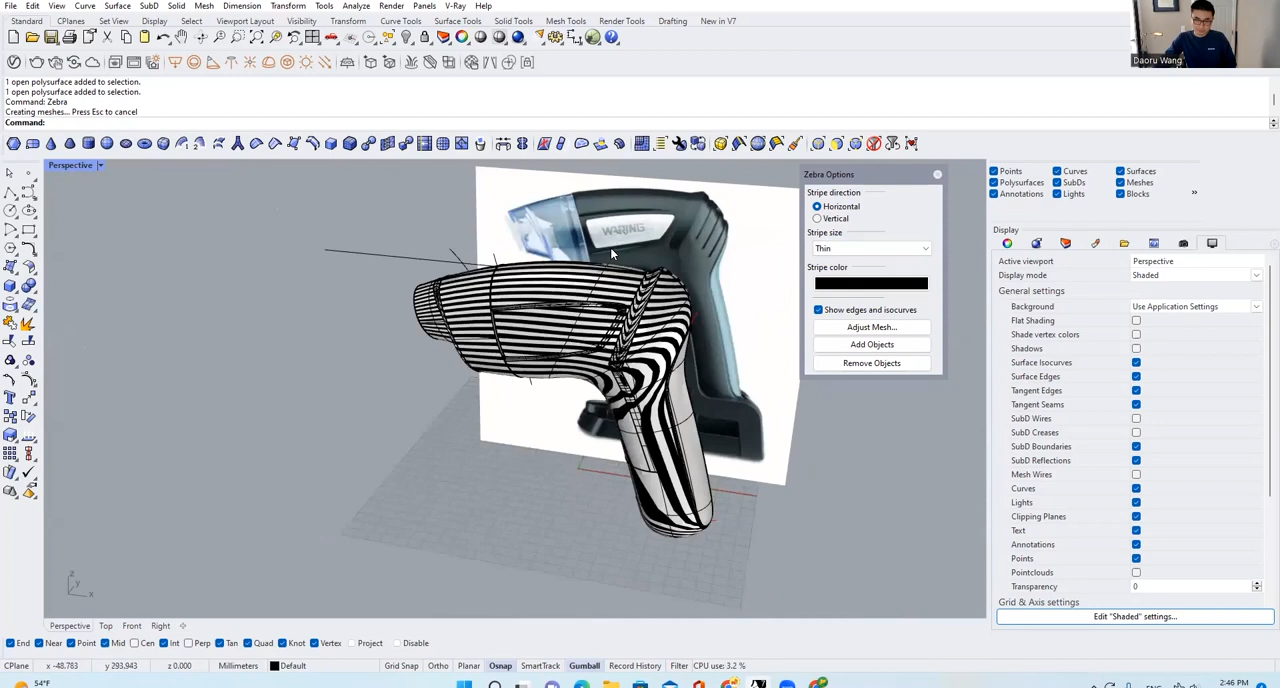 File Edit View Curve Surface SubD Solid Mesh Dimension Transform Tools Analyze Render Panels V-Ray Help
Standard CPlanes Set View Display Select Viewport Layout Visibility Transform Curve Tools Surface Tools Solid Tools Mesh Tools Render Tools Drafting New in V7
Daoru Wang
1 open polysurface added to selection.
1 open polysurface added to selection.
Command: Zebra
Creating meshes... Press Esc to cancel
Command:
Perspective
WARING
Zebra Options
Stripe direction
Horizontal
Vertical
Stripe size
Thin
Stripe color
Show edges and isocurves
Adjust Mesh...
Add Objects
Remove Objects
Points Curves Surfaces
Polysurfaces SubDs Meshes
Annotations Lights Blocks
Display
Active viewport Perspective
Display mode Shaded
General settings
Background Use Application Settings
Flat Shading
Shade vertex colors
Shadows
Surface Isocurves
Surface Edges
Tangent Edges
Tangent Seams
SubD Wires
SubD Creases
SubD Boundaries
SubD Reflections
Mesh Wires
Curves
Lights
Clipping Planes
Text
Annotations
Points
Pointclouds
Transparency 0
Grid & Axis settings
Edit "Shaded" settings...
z
y
x
Perspective Top Front Right
End Near Point Mid Cen Int Perp Tan Quad Knot Vertex Project Disable
CPlane x -48.783 y 293.943 z 0.000 Millimeters Default Grid Snap Ortho Planar Osnap SmartTrack Gumball Record History Filter CPU use: 3.2 %
54°F
2:46 PM